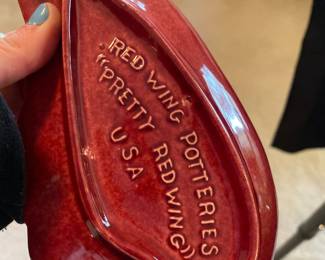 RED WING POTTERIES
"PRETTY RED WING"
USA